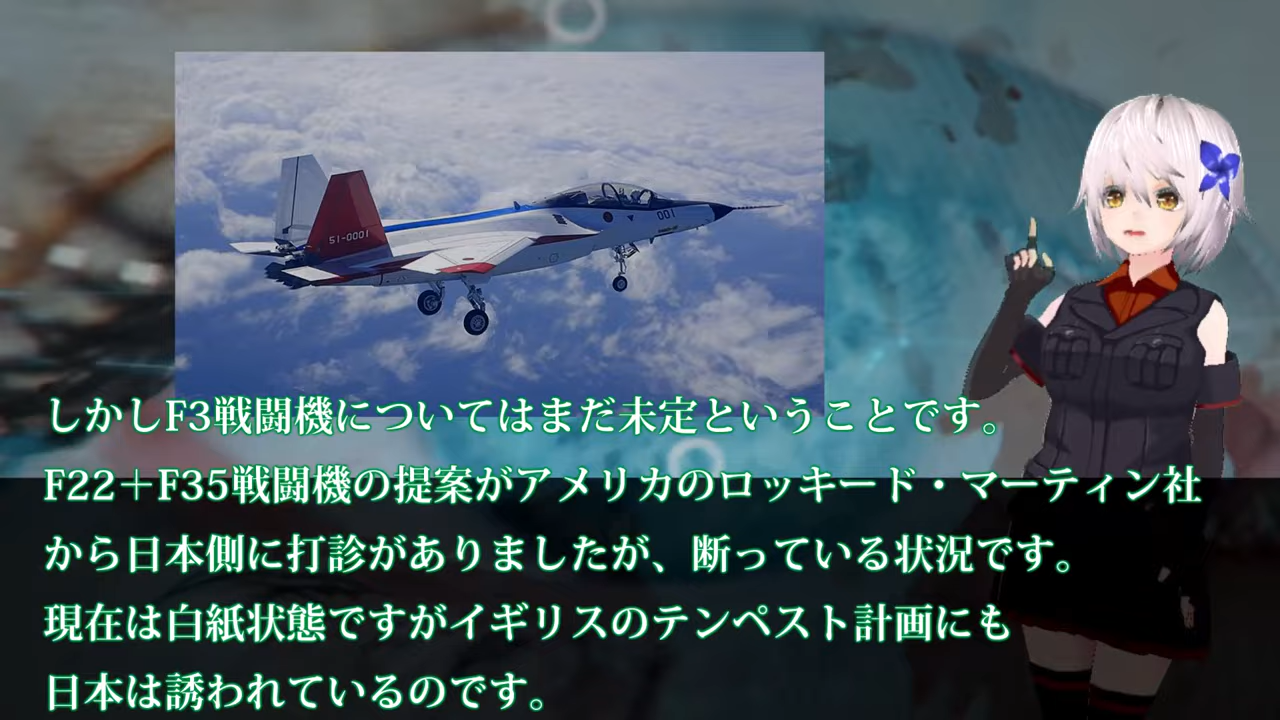 001
51-0001
しかしF3戦闘機についてはまだ未定ということです。
F22＋F35戦闘機の提案がアメリカのロッキード・マーティン社
から日本側に打診がありましたが、断っている状況です。
現在は白紙状態ですがイギリスのテンペスト計画にも
日本は誘われているのです。